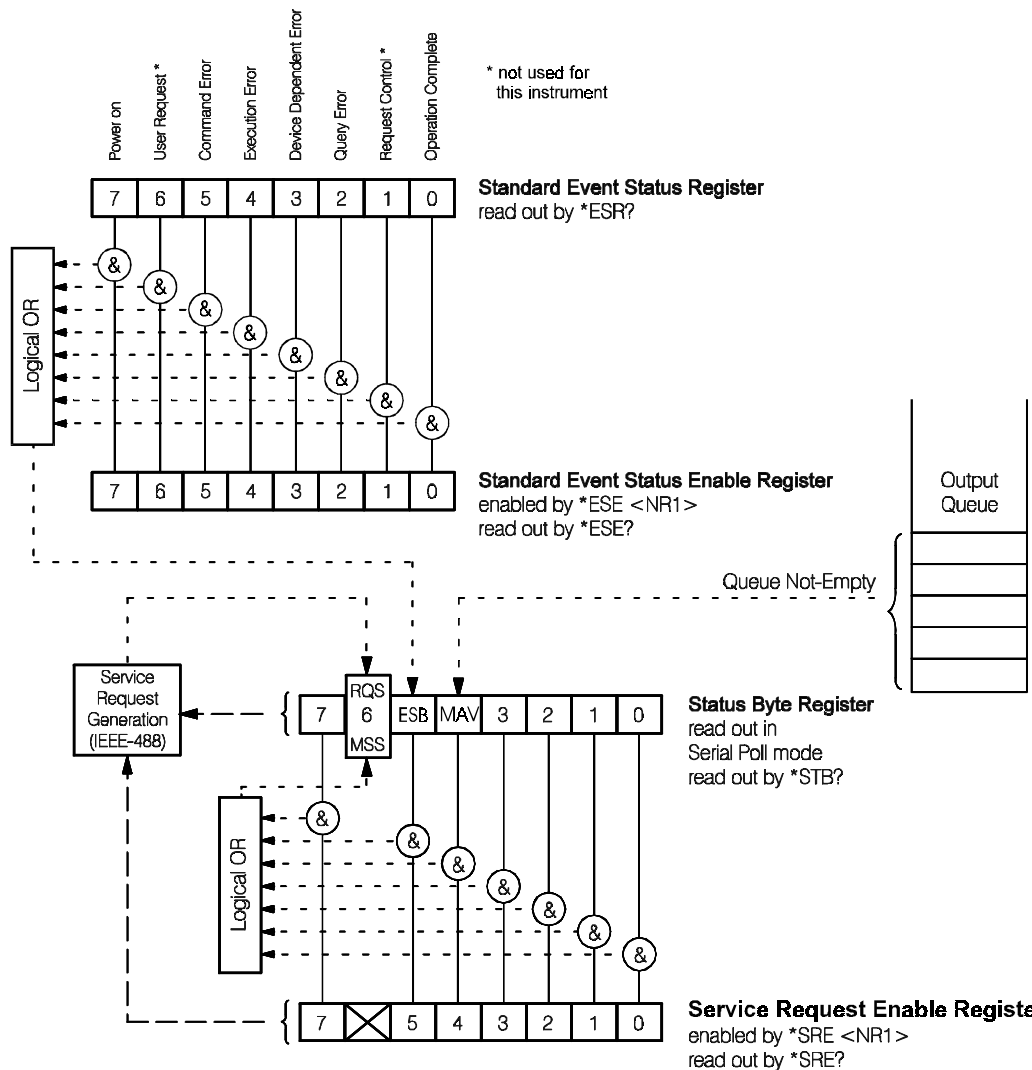 Power on
User Request *
Command Error
Execution Error
Device Dependent Error
Query Error
Request Control *
Operation Complete
* not used for
this instrument
7 6 5 4 3 2 1 0
Standard Event Status Register
read out by *ESR?
& & & & & & & &
Logical OR
7 6 5 4 3 2 1 0
Standard Event Status Enable Register
enabled by *ESE <NR1>
read out by *ESE?
Output
Queue
Queue Not-Empty
Service
Request
Generation
(IEEE-488)
RQS
7 6 ESB MAV 3 2 1 0
MSS
Status Byte Register
read out in
Serial Poll mode
read out by *STB?
& & & & & & &
Logical OR
7 5 4 3 2 1 0
Service Request Enable Registe
enabled by *SRE <NR1>
read out by *SRE?